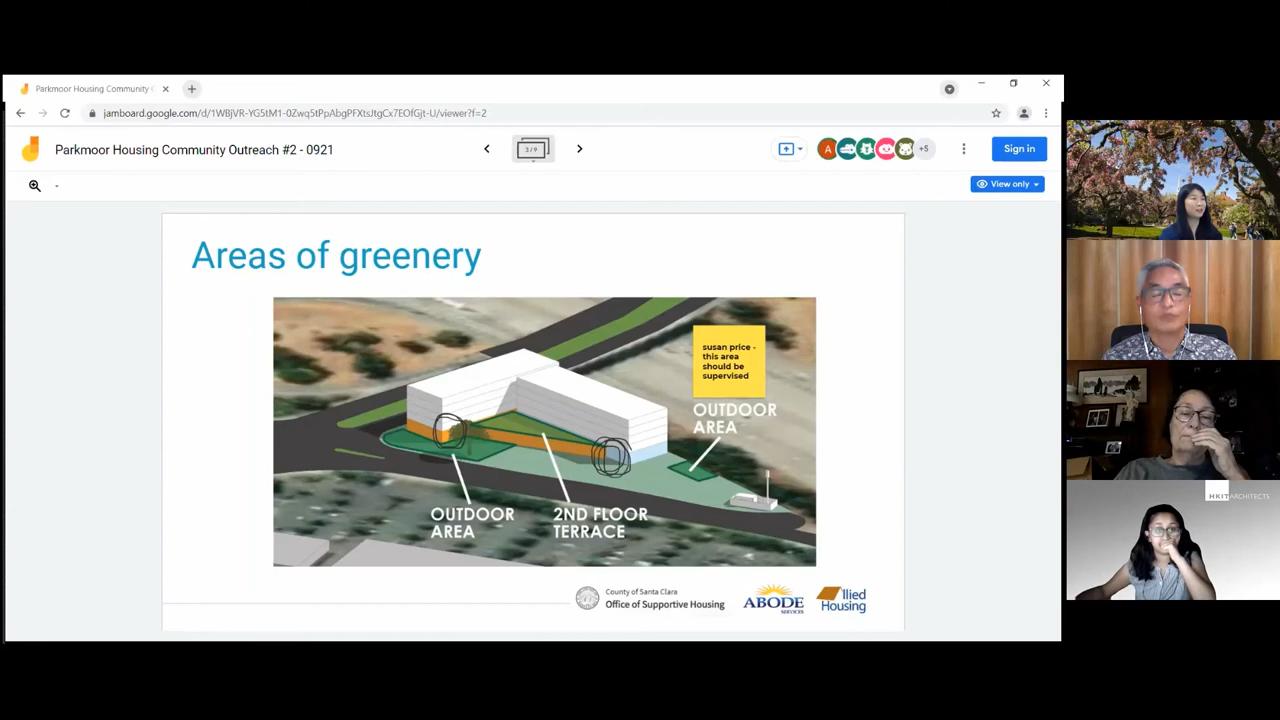 Parkmoor Housing Community
jamboard.google.com/d/1WBjVR-YG5tM1-0Zwq5tPpAbgPFXtsJtgCx7EOfGjt-U/viewer?f=2
Parkmoor Housing Community Outreach #2 - 0921
3/9
A
+5
Sign in
View only
Areas of greenery
susan price -
this area
should be
supervised
OUTDOOR
AREA
OUTDOOR
AREA
2ND FLOOR
TERRACE
County of Santa Clara
Office of Supportive Housing
ABODE
SERVICES
llied
Housing
HKIT ARCHITECTS